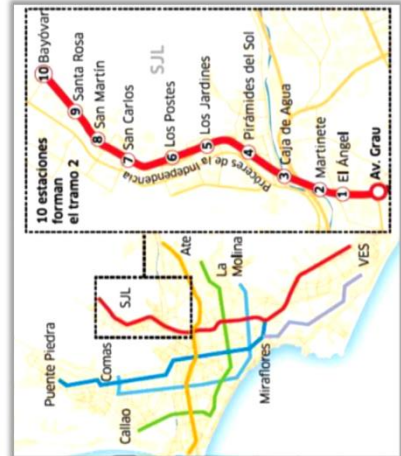 10 estaciones
forman
el tramo 2
10 Bayóvar
9 Santa Rosa
8 San Martín
7 San Carlos
6 Los Postes
5 Los Jardines
4 Pirámides del Sol
3 Caja de Agua
2 Martinete
1 El Ángel
Av. Grau
SJL
Próceres de la Independencia
Puente Piedra
Comas
Callao
SJL
Ate
La
Molina
Miraflores
VES